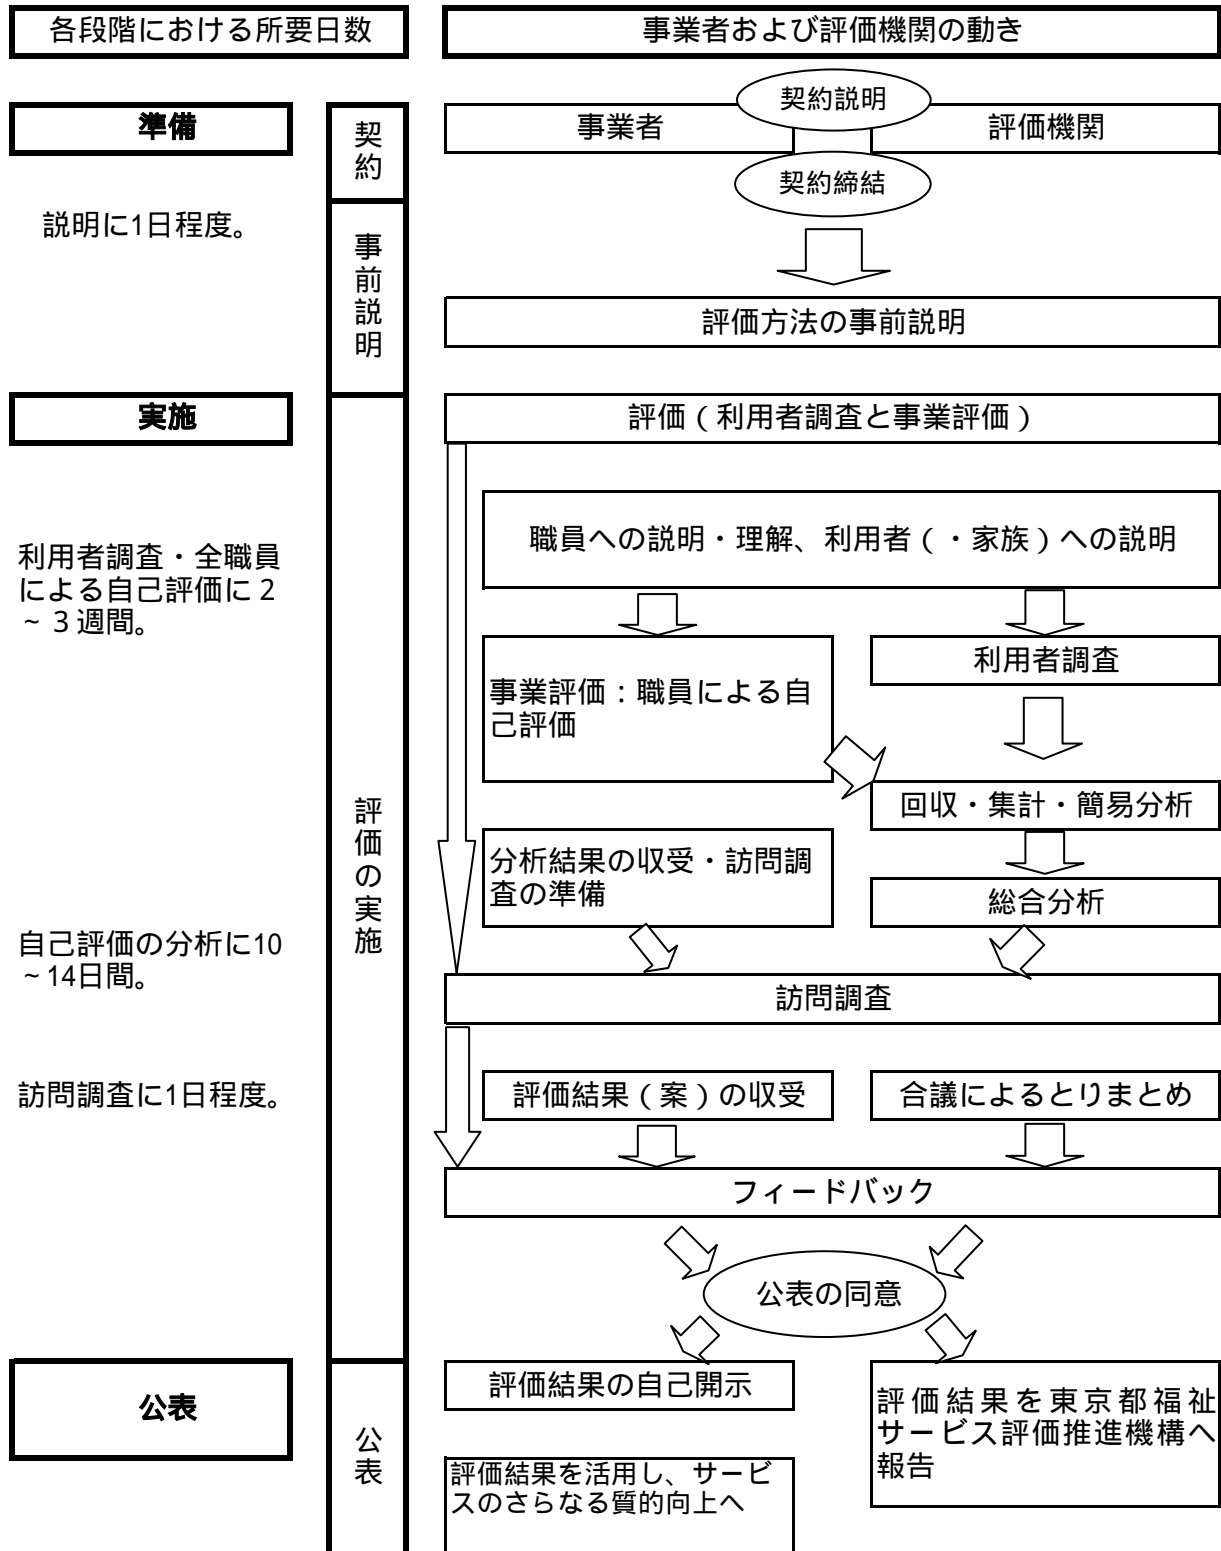 各段階における所要日数
事業者および評価機関の動き
準備
契約
事業者
契約説明
評価機関
契約締結
説明に1日程度。
事前説明
評価方法の事前説明
実施
評価の実施
評価（利用者調査と事業評価）
職員への説明・理解、利用者（・家族）への説明
利用者調査・全職員
による自己評価に２
～３週間。
事業評価：職員による自
己評価
利用者調査
回収・集計・簡易分析
分析結果の収受・訪問調
査の準備
総合分析
自己評価の分析に10
～14日間。
訪問調査
訪問調査に1日程度。
評価結果（案）の収受
合議によるとりまとめ
フィードバック
公表の同意
公表
公表
評価結果の自己開示
評価結果を東京都福祉
サービス評価推進機構へ
報告
評価結果を活用し、サービ
スのさらなる質的向上へ